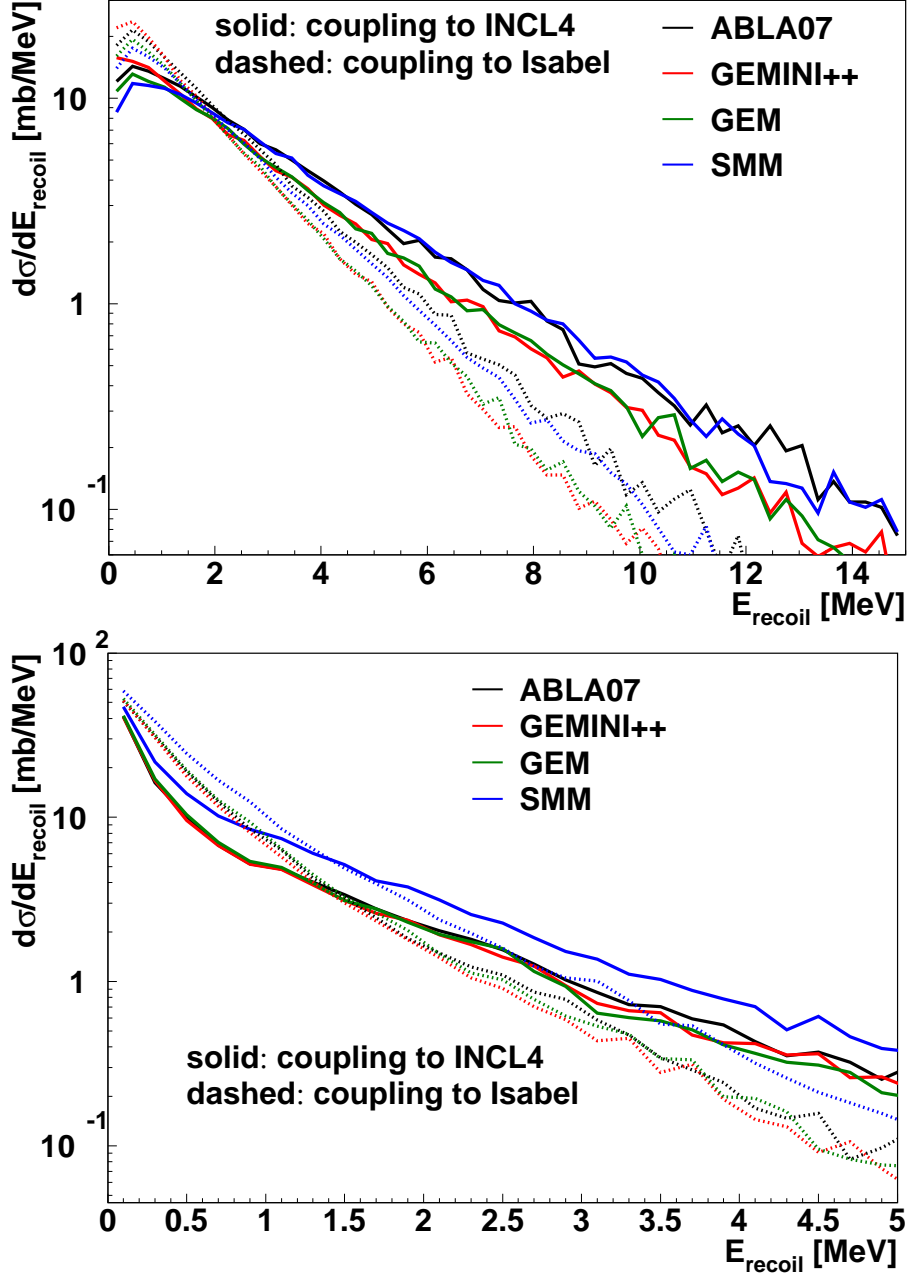 solid: coupling to INCL4
dashed: coupling to Isabel
ABLA07
GEMINI++
GEM
SMM
dσ/dE_recoil [mb/MeV]
10
1
10^-1
0 2 4 6 8 10 12 14
E_recoil [MeV]
10^2
dσ/dE_recoil [mb/MeV]
ABLA07
GEMINI++
GEM
SMM
10
1
solid: coupling to INCL4
dashed: coupling to Isabel
10^-1
0 0.5 1 1.5 2 2.5 3 3.5 4 4.5 5
E_recoil [MeV]